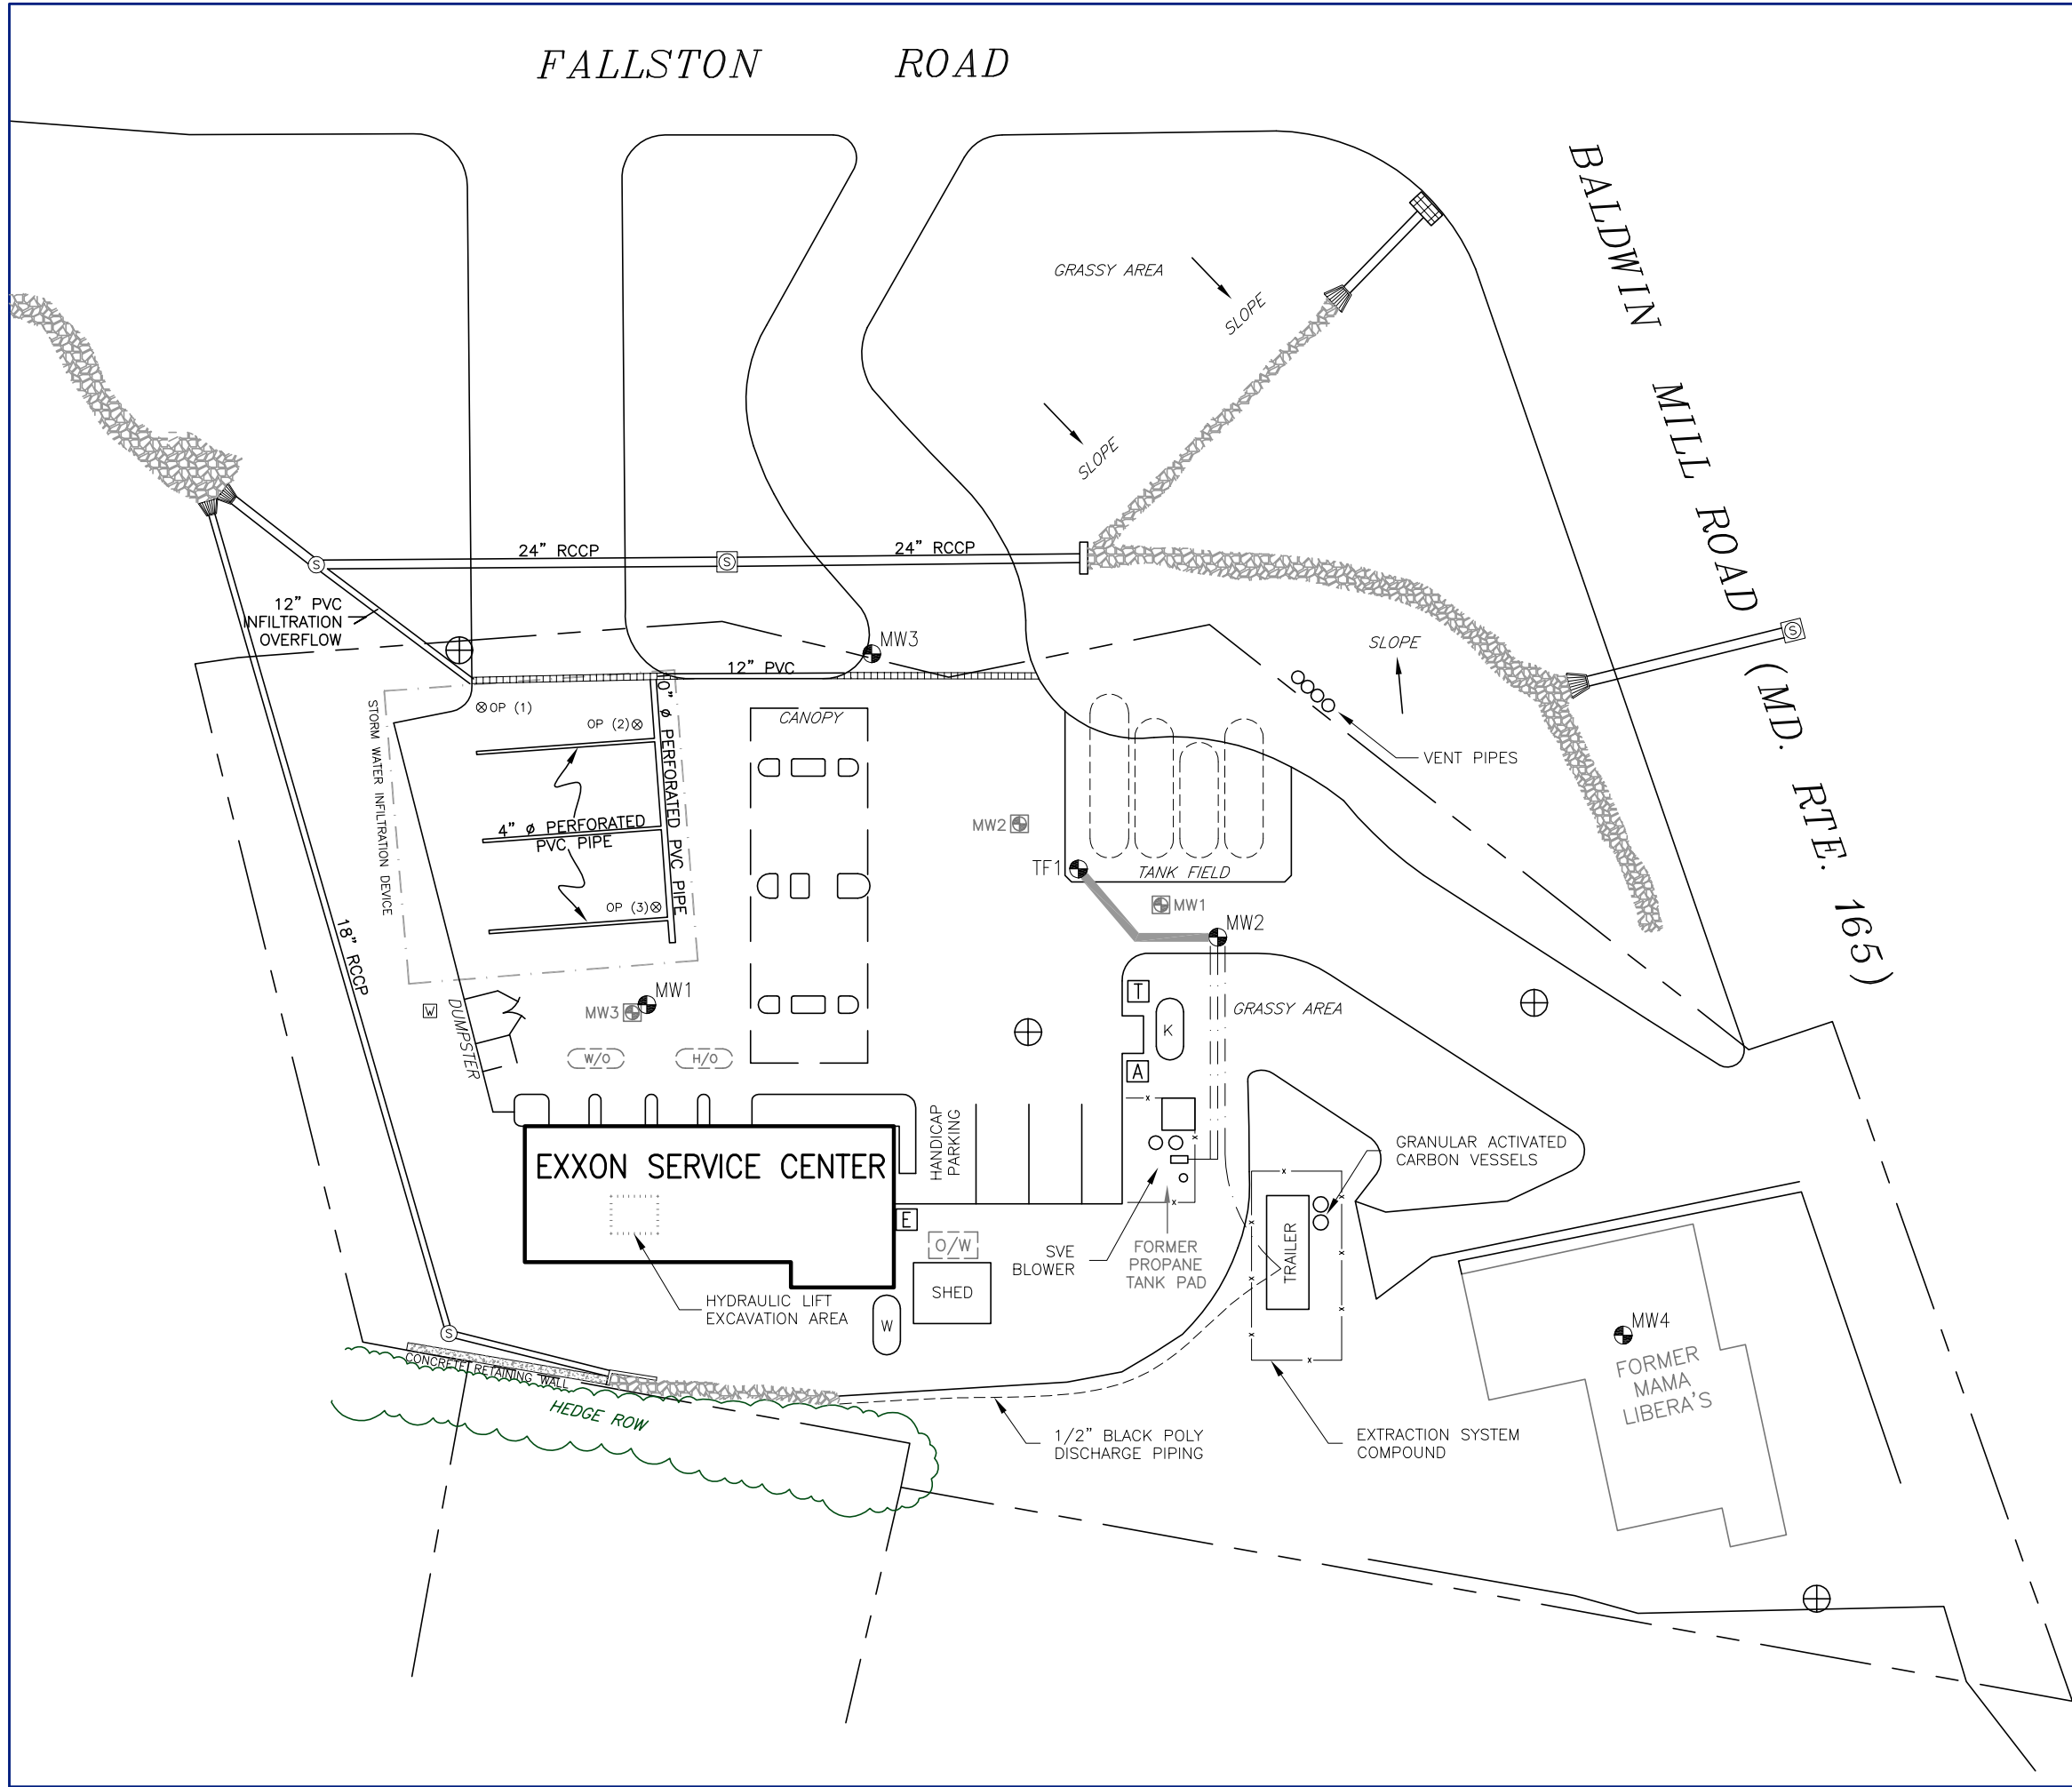 FALLSTON ROAD
BALDWIN MILL ROAD (MD. RTE. 165)
GRASSY AREA
SLOPE
SLOPE
24" RCCP
24" RCCP
12" PVC
INFILTRATION
OVERFLOW
S
S
S
MW3
12" PVC
SLOPE
VENT PIPES
STORM WATER INFILTRATION DEVICE
OP (1)
OP (2)
0" ø PERFORATED PVC PIPE
4" ø PERFORATED
PVC PIPE
OP (3)
CANOPY
MW2
TF1
TANK FIELD
MW1
MW2
18" RCCP
W
DUMPSTER
MW3
MW1
W/O
H/O
T
K
A
GRASSY AREA
HANDICAP
PARKING
EXXON SERVICE CENTER
E
O/W
SHED
W
HYDRAULIC LIFT
EXCAVATION AREA
SVE
BLOWER
FORMER
PROPANE
TANK PAD
TRAILER
GRANULAR ACTIVATED
CARBON VESSELS
S
CONCRETE RETAINING WALL
HEDGE ROW
1/2" BLACK POLY
DISCHARGE PIPING
EXTRACTION SYSTEM
COMPOUND
MW4
FORMER
MAMA
LIBERA'S